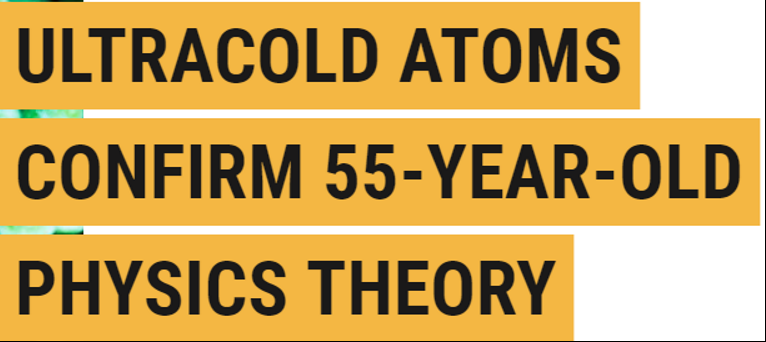 ULTRACOLD ATOMS
CONFIRM 55-YEAR-OLD
PHYSICS THEORY